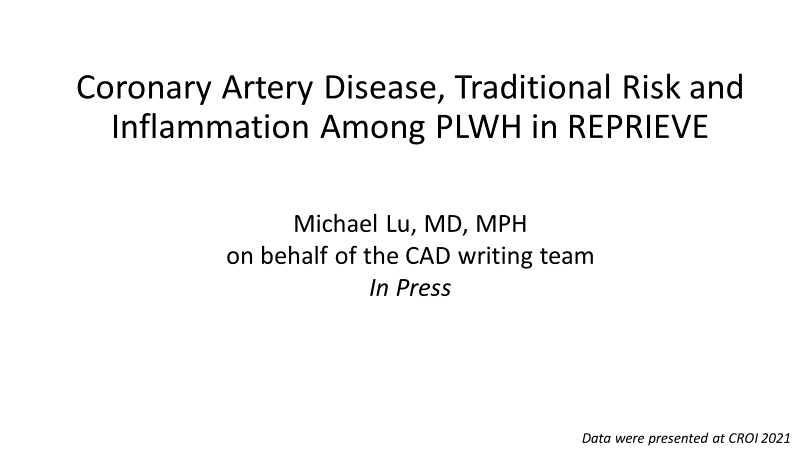 Coronary Artery Disease, Traditional Risk and
Inflammation Among PLWH in REPRIEVE
Michael Lu, MD, MPH
on behalf of the CAD writing team
In Press
Data were presented at CROI 2021